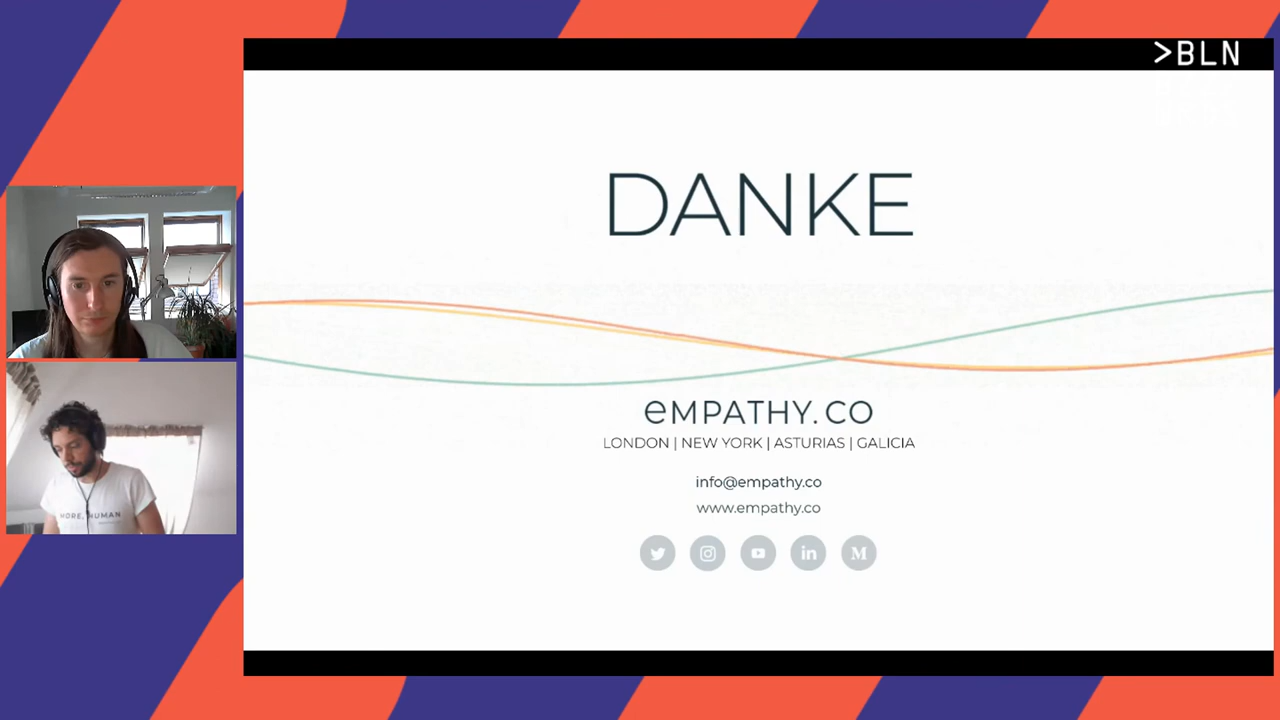 >BLN
DANKE
eMPATHY.CO
LONDON | NEW YORK | ASTURIAS | GALICIA
info@empathy.co
www.empathy.co
MORE, HUMAN